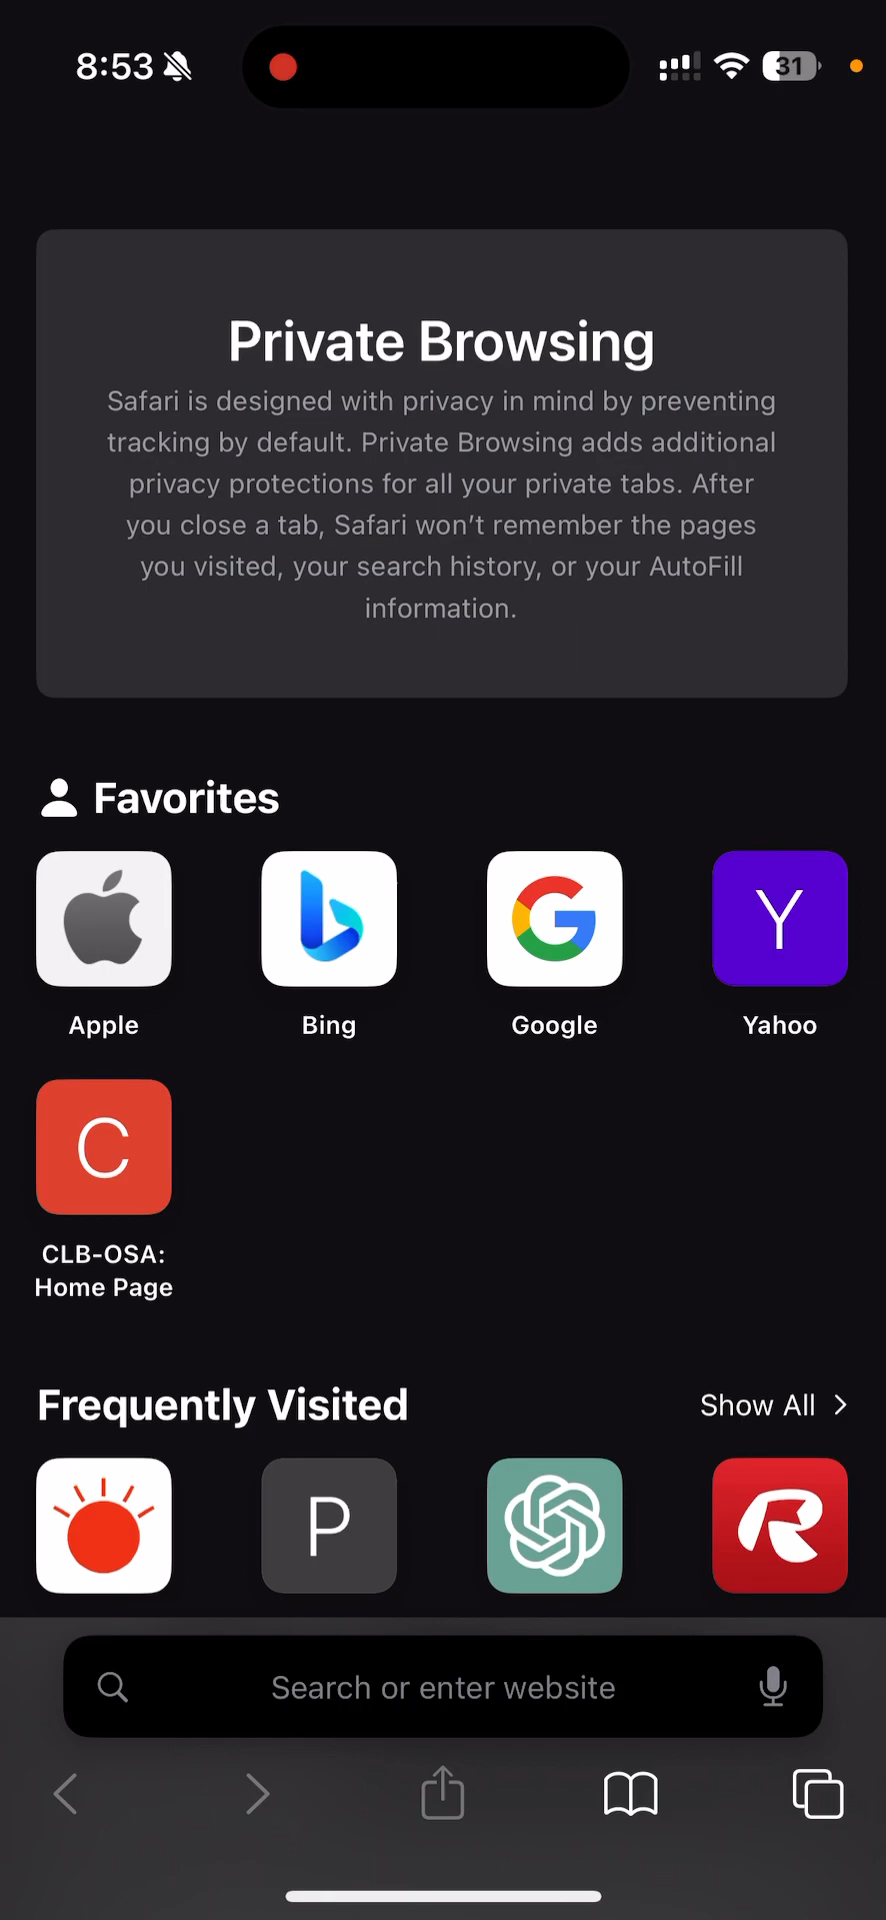 8:53
31
Private Browsing
Safari is designed with privacy in mind by preventing
tracking by default. Private Browsing adds additional
privacy protections for all your private tabs. After
you close a tab, Safari won’t remember the pages
you visited, your search history, or your AutoFill
information.
Favorites
Y
Apple
Bing
Google
Yahoo
C
CLB-OSA:
Home Page
Frequently Visited
Show All
P
R
Search or enter website